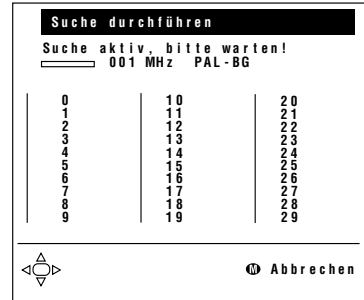 Suche durchführen
Suche aktiv, bitte warten!
001 MHz PAL-BG
0 10 20
1 11 21
2 12 22
3 13 23
4 14 24
5 15 25
6 16 26
7 17 27
8 18 28
9 19 29
M Abbrechen